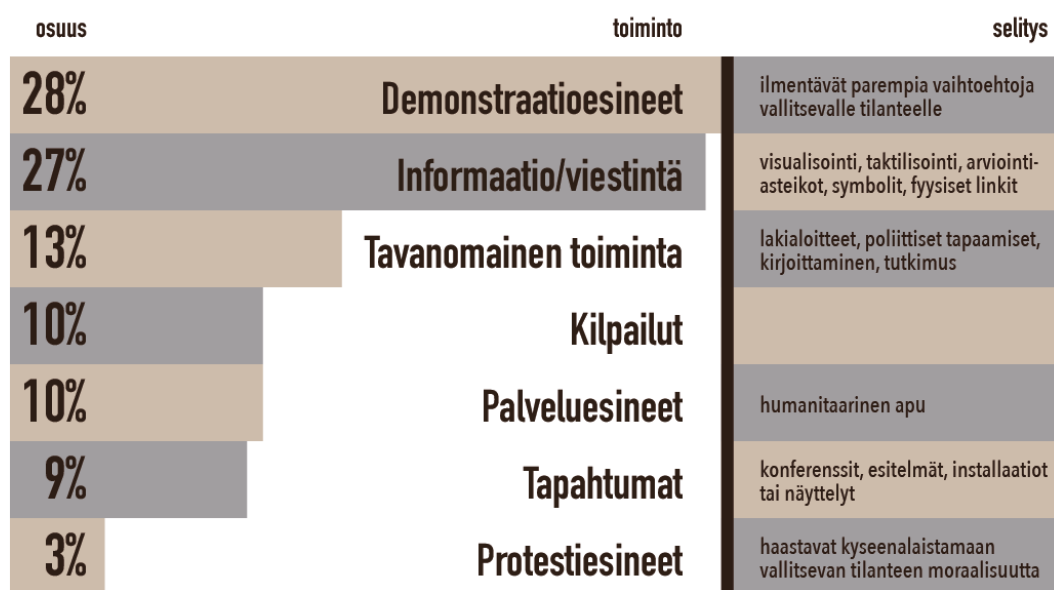 osuus toiminto selitys
28% Demonstraatioesineet ilmentävät parempia vaihtoehtoja
vallitsevalle tilanteelle
27% Informaatio/viestintä visualisointi, taktilisointi, arviointi-
asteikot, symbolit, fyysiset linkit
13% Tavanomainen toiminta lakialoitteet, poliittiset tapaamiset,
kirjoittaminen, tutkimus
10% Kilpailut
10% Palveluesineet humanitaarinen apu
9% Tapahtumat konferenssit, esitelmät, installaatiot
tai näyttelyt
3% Protestiesineet haastavat kyseenalaistamaan
vallitsevan tilanteen moraalisuutta